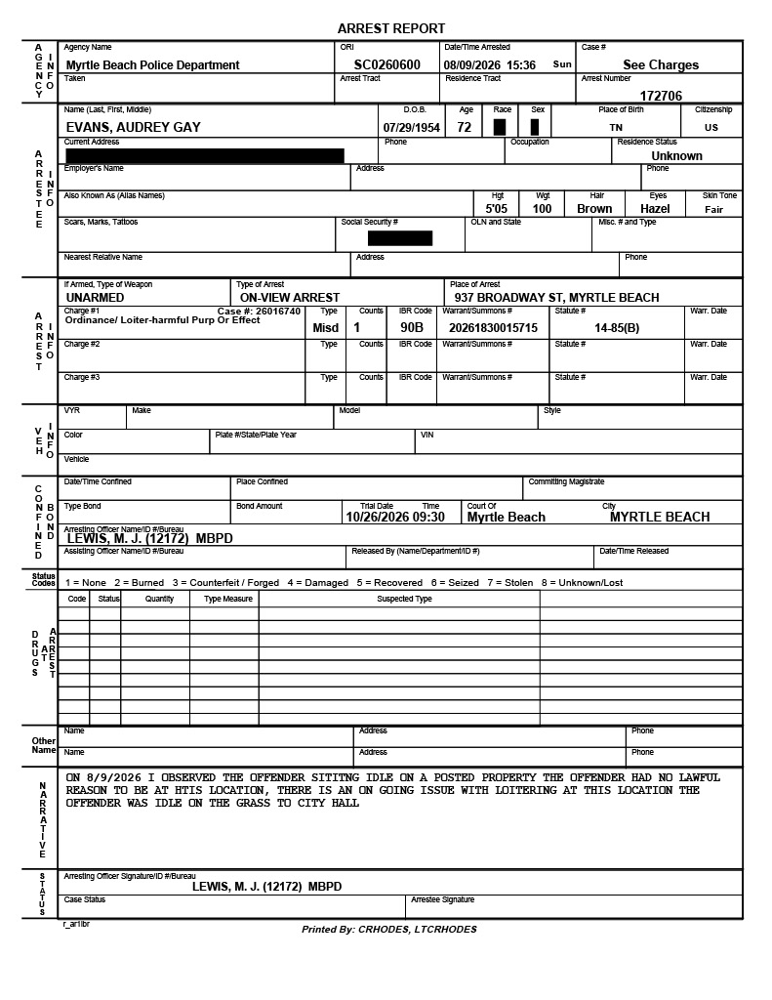 ARREST REPORT
AGENCY INFO
Agency Name ORI Date/Time Arrested Case #
Myrtle Beach Police Department SC0260600 08/09/2026 15:36 Sun See Charges
Taken Arrest Tract Residence Tract Arrest Number
172706
ARRESTEE INFO
Name (Last, First, Middle) D.O.B. Age Race Sex Place of Birth Citizenship
EVANS, AUDREY GAY 07/29/1954 72 TN US
Current Address Phone Occupation Residence Status
Unknown
Employer's Name Address Phone
Also Known As (Alias Names) Hgt Wgt Hair Eyes Skin Tone
5'05 100 Brown Hazel Fair
Scars, Marks, Tattoos Social Security # OLN and State Misc. # and Type
Nearest Relative Name Address Phone
ARREST INFO
If Armed, Type of Weapon Type of Arrest Place of Arrest
UNARMED ON-VIEW ARREST 937 BROADWAY ST, MYRTLE BEACH
Charge #1 Case #: 26016740 Type Counts IBR Code Warrant/Summons # Statute # Warr. Date
Ordinance/ Loiter-harmful Purp Or Effect
Misd 1 90B 20261830015715 14-85(B)
Charge #2 Type Counts IBR Code Warrant/Summons # Statute # Warr. Date
Charge #3 Type Counts IBR Code Warrant/Summons # Statute # Warr. Date
VEH INFO
VYR Make Model Style
Color Plate #/State/Plate Year VIN
Vehicle
CONFINED BOND
Date/Time Confined Place Confined Committing Magistrate
Type Bond Bond Amount Trial Date Time Court Of City
10/26/2026 09:30 Myrtle Beach MYRTLE BEACH
Arresting Officer Name/ID #/Bureau
LEWIS, M. J. (12172) MBPD
Assisting Officer Name/ID #/Bureau Released By (Name/Department/ID #) Date/Time Released
Status Codes 1 = None 2 = Burned 3 = Counterfeit / Forged 4 = Damaged 5 = Recovered 6 = Seized 7 = Stolen 8 = Unknown/Lost
DRUGS AT ARREST
Code Status Quantity Type Measure Suspected Type
Other Name
Name Address Phone
Name Address Phone
NARRATIVE
ON 8/9/2026 I OBSERVED THE OFFENDER SITITNG IDLE ON A POSTED PROPERTY THE OFFENDER HAD NO LAWFUL
REASON TO BE AT HTIS LOCATION, THERE IS AN ON GOING ISSUE WITH LOITERING AT THIS LOCATION THE
OFFENDER WAS IDLE ON THE GRASS TO CITY HALL
STATUS
Arresting Officer Signature/ID #/Bureau
LEWIS, M. J. (12172) MBPD
Case Status Arrestee Signature
r_ar1ibr
Printed By: CRHODES, LTCRHODES